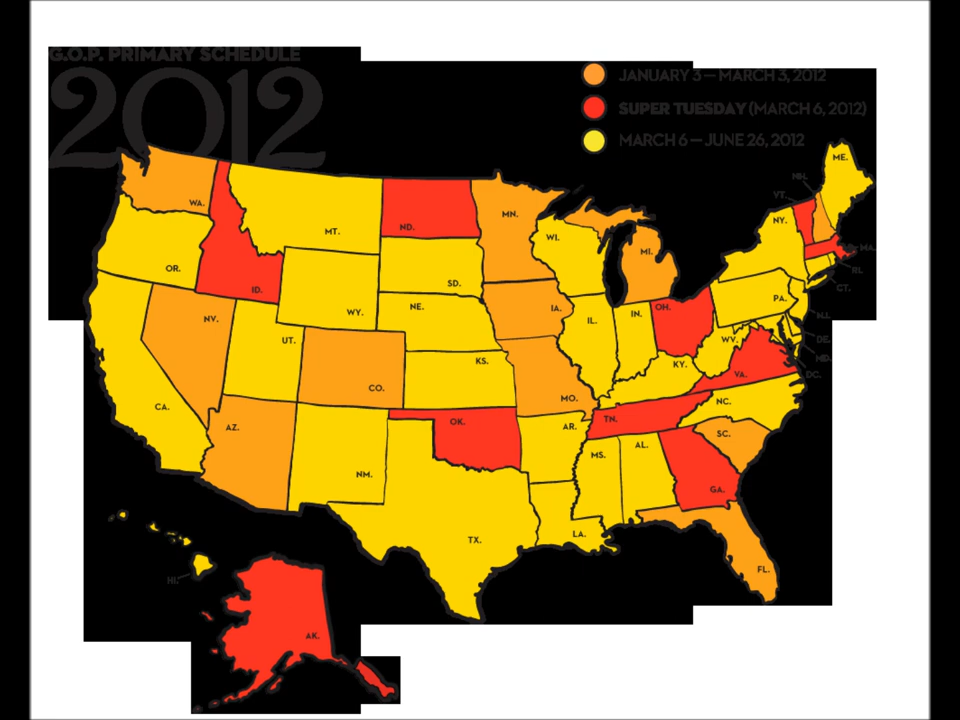 G.O.P. PRIMARY SCHEDULE
2012
JANUARY 3 — MARCH 3, 2012
SUPER TUESDAY (MARCH 6, 2012)
MARCH 6 — JUNE 26, 2012
ME.
NH.
VT.
WA.
MT.
ND.
MN.
NY.
WI.
MI.
MA.
OR.
ID.
SD.
RI.
CT.
WY.
NE.
IA.
PA.
NV.
IL.
IN.
OH.
N.J.
UT.
WV.
DE.
MD.
KS.
KY.
VA.
DC.
CO.
MO.
CA.
NC.
AZ.
OK.
AR.
TN.
SC.
NM.
MS.
AL.
GA.
TX.
LA.
FL.
HI.
AK.